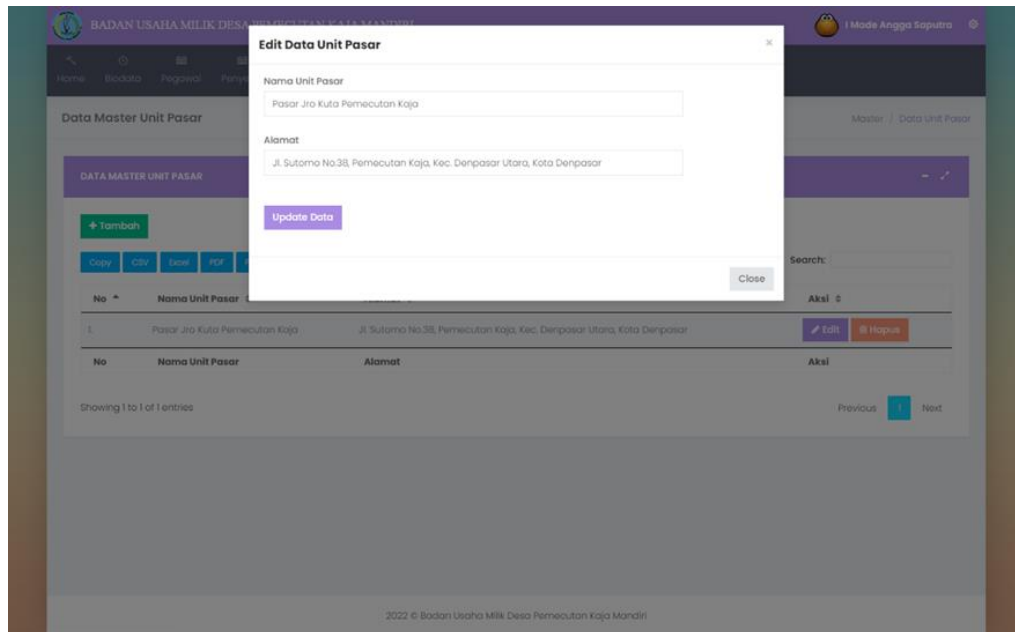 BADAN USAHA MILIK DESA PEMECUTAN KAJA MANDIRI
I Made Angga Saputra
Home Biodata Pegawai
Edit Data Unit Pasar ×
Nama Unit Pasar
Pasar Jro Kuta Pemecutan Kaja
Alamat
Jl. Sutomo No.38, Pemecutan Kaja, Kec. Denpasar Utara, Kota Denpasar
Update Data
Close
Data Master Unit Pasar
Master / Data Unit Pasar
DATA MASTER UNIT PASAR
+ Tambah
Copy CSV Excel PDF
Search:
No Nama Unit Pasar Aksi
1. Pasar Jro Kuta Pemecutan Kaja Jl. Sutomo No.38, Pemecutan Kaja, Kec. Denpasar Utara, Kota Denpasar Edit Hapus
No Nama Unit Pasar Alamat Aksi
Showing 1 to 1 of 1 entries
Previous 1 Next
2022 © Badan Usaha Milik Desa Pemecutan Kaja Mandiri